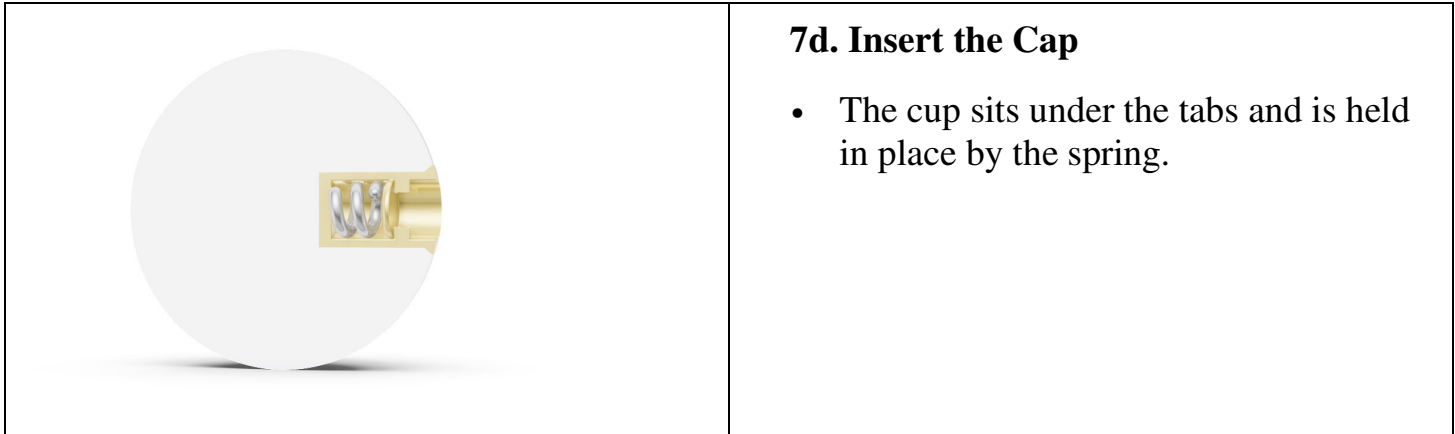 7d. Insert the Cap
• The cup sits under the tabs and is held
in place by the spring.